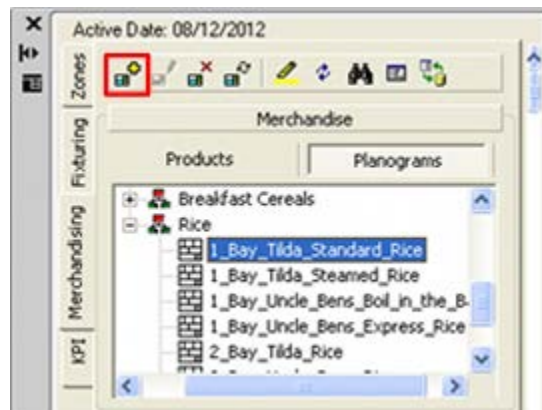 Active Date: 08/12/2012
Zones
Fixturing
Merchandising
KPI
Merchandise
Products
Planograms
Breakfast Cereals
Rice
1_Bay_Tilda_Standard_Rice
1_Bay_Tilda_Steamed_Rice
1_Bay_Uncle_Bens_Boil_in_the_B
1_Bay_Uncle_Bens_Express_Rice
2_Bay_Tilda_Rice